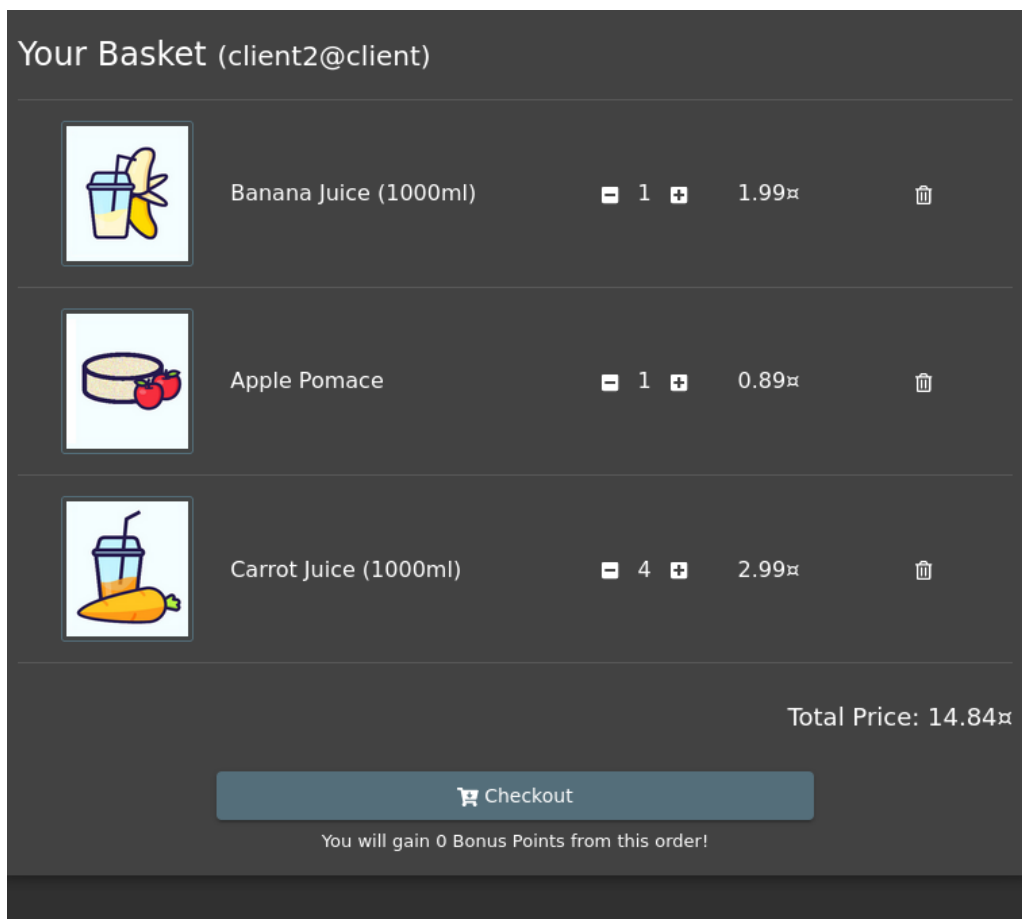 Your Basket (client2@client)
Banana Juice (1000ml) 1 1.99¤
Apple Pomace 1 0.89¤
Carrot Juice (1000ml) 4 2.99¤
Total Price: 14.84¤
Checkout
You will gain 0 Bonus Points from this order!